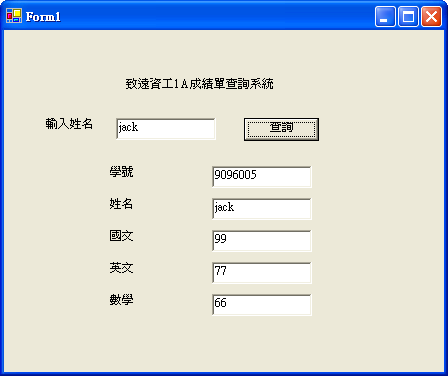 Form1
致遠資工1A成績單查詢系統
輸入姓名 jack 查詢
學號 9096005
姓名 jack
國文 99
英文 77
數學 66